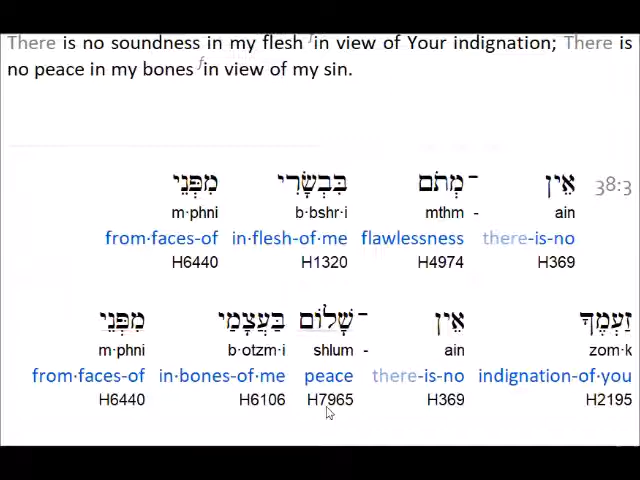 There is no soundness in my flesh f in view of Your indignation; There is
no peace in my bones f in view of my sin.
38:3 אֵין ־ מְתֹם בִּבְשָׂרִי מִפְּנֵי
m·phni b·bshr·i mthm - ain
from·faces-of in·flesh-of·me flawlessness there-is-no
H6440 H1320 H4974 H369
זַעְמֶךָ אֵין ־ שָׁלוֹם בַּעֲצָמַי מִפְּנֵי
m·phni b·otzm·i shlum - ain zom·k
from·faces-of in·bones-of·me peace there-is-no indignation-of·you
H6440 H6106 H7965 H369 H2195